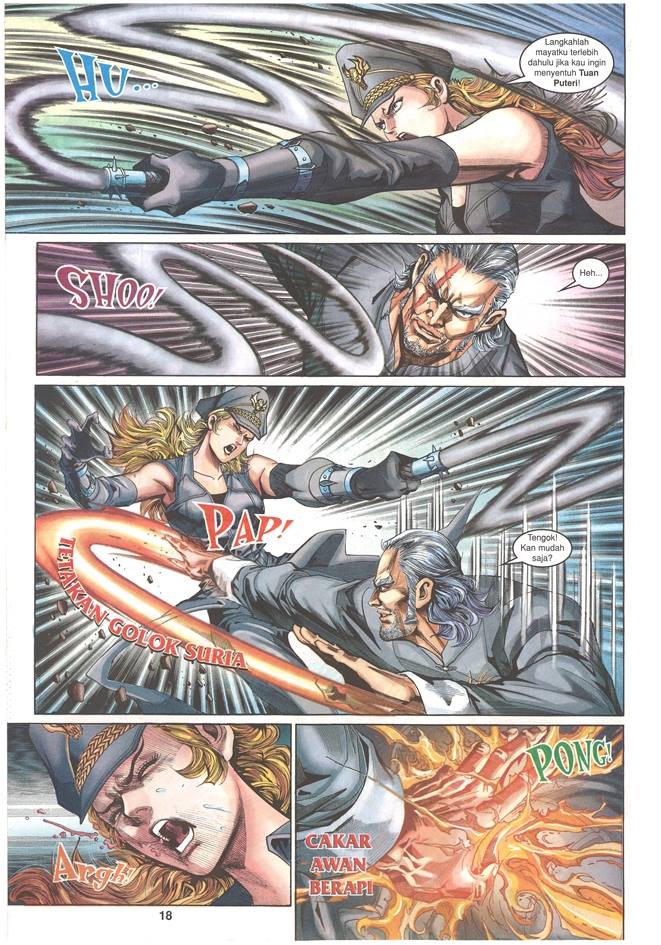 HU...
Langkahlah
mayatku terlebih
dahulu jika kau ingin
menyentuh Tuan
Puteri!
SHOO!
Heh...
PAP!
TETAKAN GOLOK SURIA
Tengok!
Kan mudah
saja?
Argh!
PONG!
CAKAR
AWAN
BERAPI
18